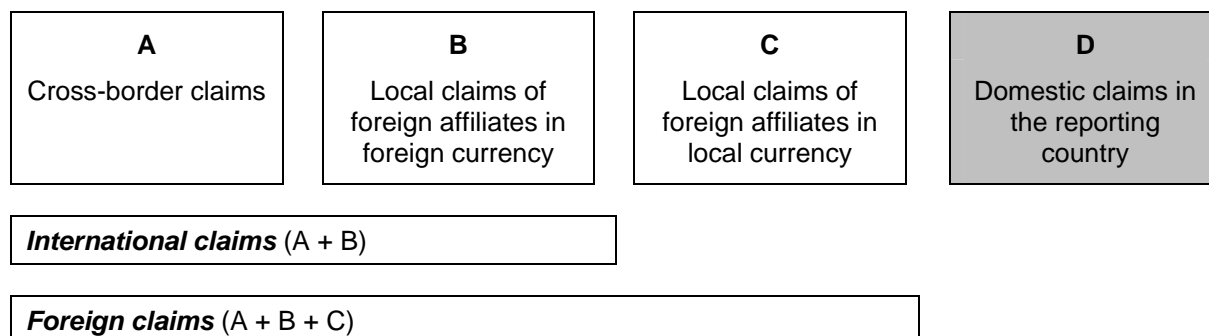 A
Cross-border claims
B
Local claims of
foreign affiliates in
foreign currency
C
Local claims of
foreign affiliates in
local currency
D
Domestic claims in
the reporting
country
International claims (A + B)
Foreign claims (A + B + C)